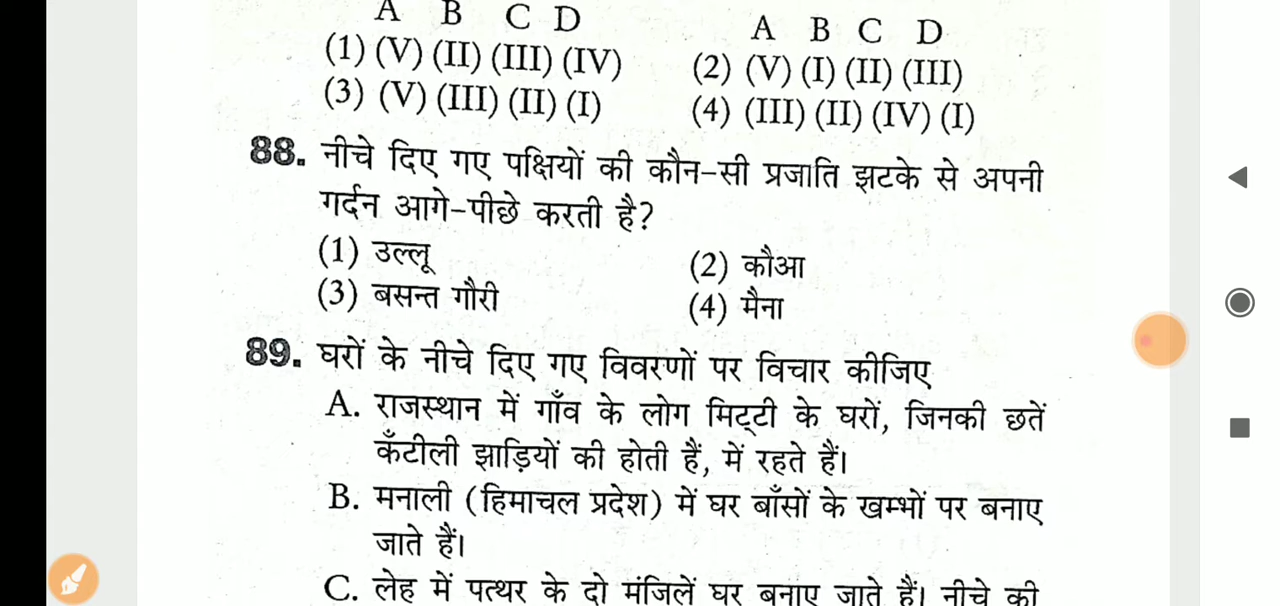 A B C D
(1) (V) (II) (III) (IV)
(3) (V) (III) (II) (I)
A B C D
(2) (V) (I) (II) (III)
(4) (III) (II) (IV) (I)
88. नीचे दिए गए पक्षियों की कौन-सी प्रजाति झटके से अपनी
गर्दन आगे-पीछे करती है?
(1) उल्लू
(2) कौआ
(3) बसन्त गौरी
(4) मैना
89. घरों के नीचे दिए गए विवरणों पर विचार कीजिए
A. राजस्थान में गाँव के लोग मिट्टी के घरों, जिनकी छतें
कँटीली झाड़ियों की होती हैं, में रहते हैं।
B. मनाली (हिमाचल प्रदेश) में घर बाँसों के खम्भों पर बनाए
जाते हैं।
C. लेह में पत्थर के दो मंजिलें घर बनाए जाते हैं। नीचे की